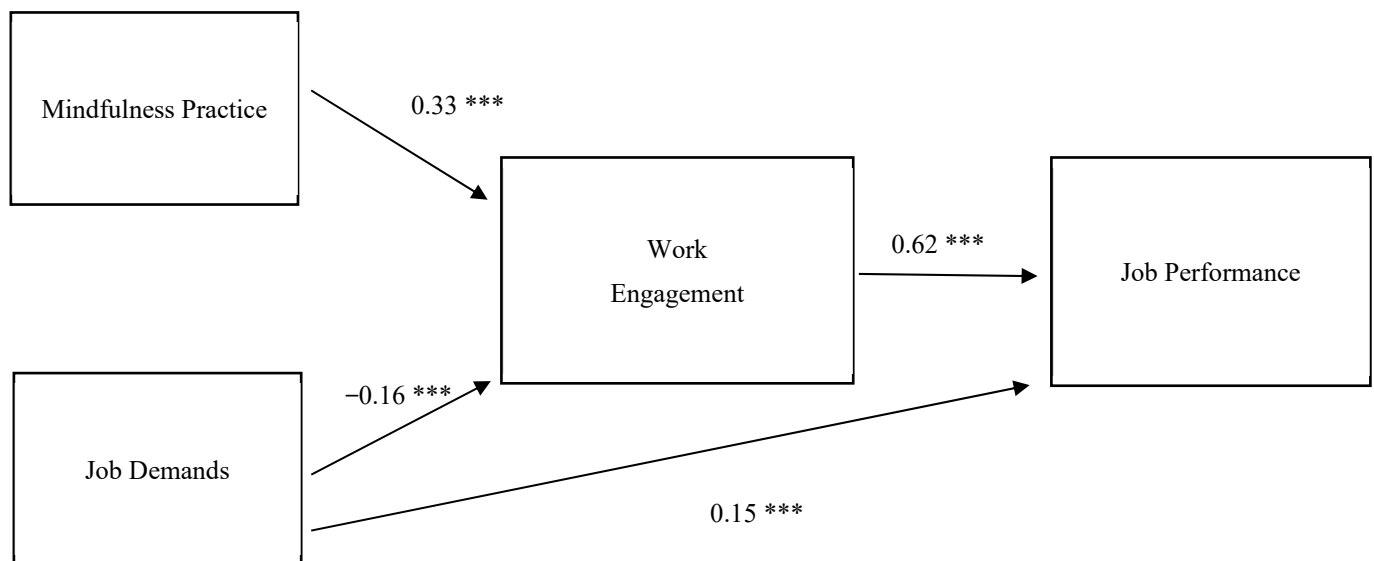 Mindfulness Practice
0.33 ***
Work
Engagement
0.62 ***
Job Performance
−0.16 ***
Job Demands
0.15 ***